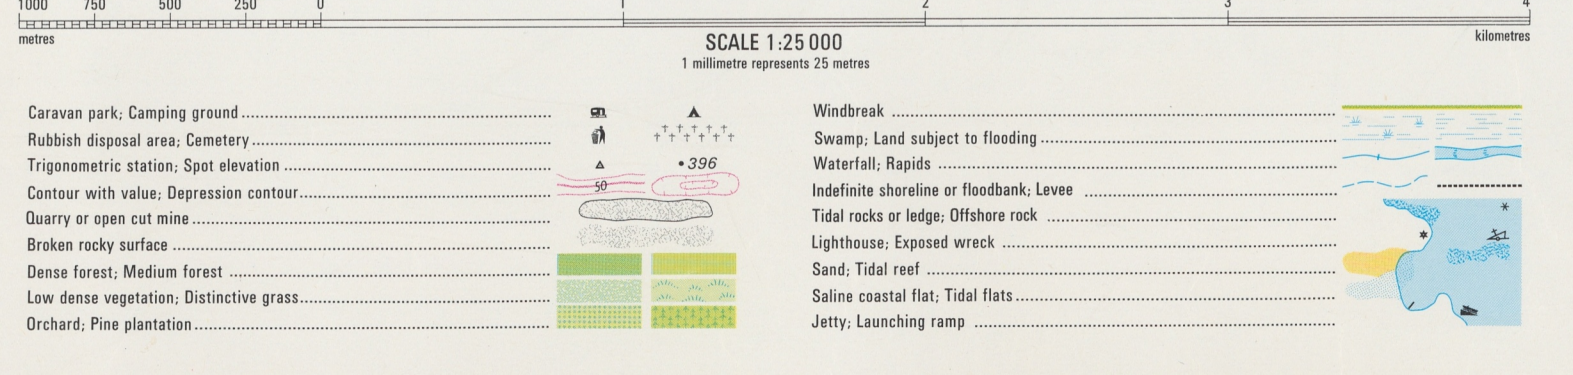 1000 750 500 250 0 1 2 3 4
metres kilometres
SCALE 1:25 000
1 millimetre represents 25 metres
Caravan park; Camping ground
Rubbish disposal area; Cemetery
Trigonometric station; Spot elevation
•396
Contour with value; Depression contour
50
Quarry or open cut mine
Broken rocky surface
Dense forest; Medium forest
Low dense vegetation; Distinctive grass
Orchard; Pine plantation
Windbreak
Swamp; Land subject to flooding
Waterfall; Rapids
Indefinite shoreline or floodbank; Levee
Tidal rocks or ledge; Offshore rock
Lighthouse; Exposed wreck
Sand; Tidal reef
Saline coastal flat; Tidal flats
Jetty; Launching ramp